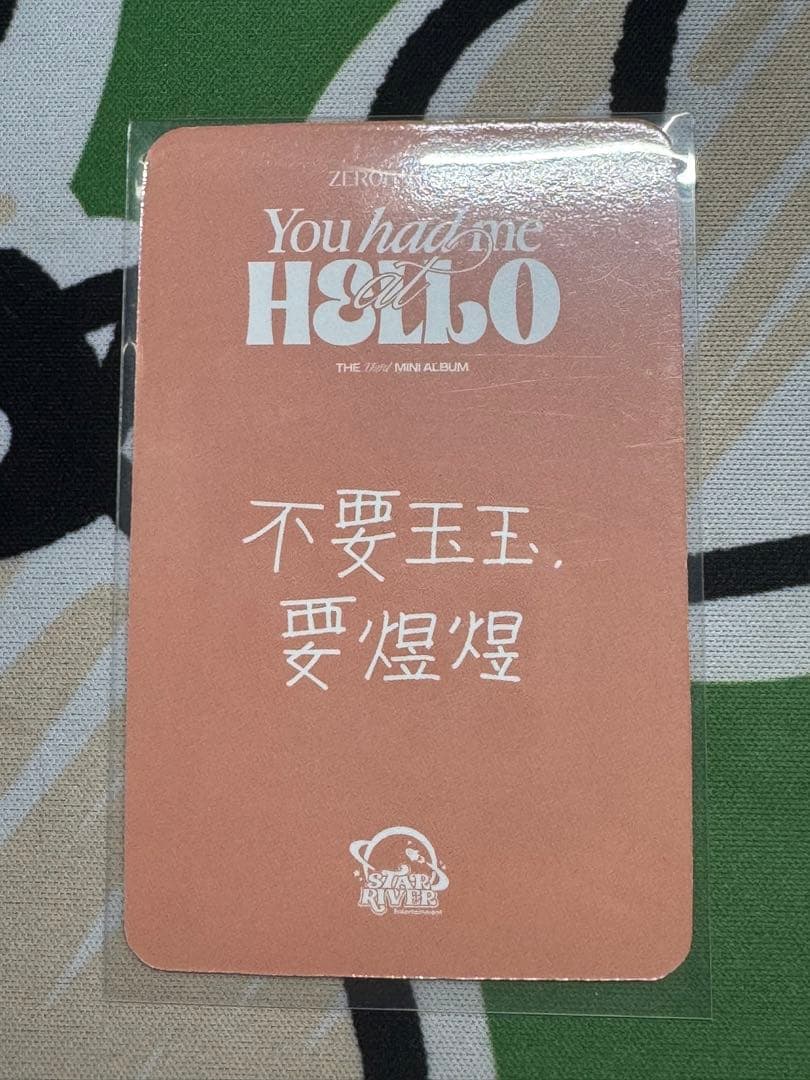 You had me
at
HELLO
THE Third MINI ALBUM
不要玉玉.
要煜煜
STAR
RIVER
Entertainment